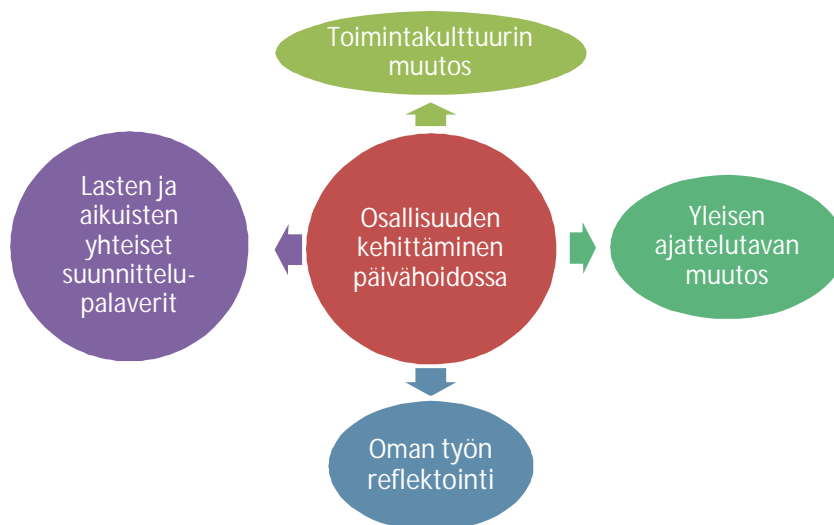 Toimintakulttuurin
muutos
Lasten ja
aikuisten
yhteiset
suunnittelu-
palaverit
Osallisuuden
kehittäminen
päivähoidossa
Yleisen
ajattelutavan
muutos
Oman työn
reflektointi